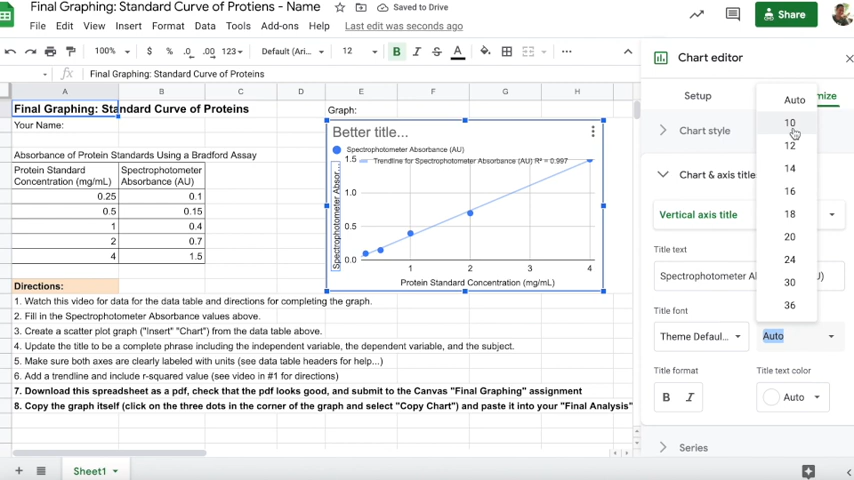 Final Graphing: Standard Curve of Protiens - Name
Saved to Drive
File Edit View Insert Format Data Tools Add-ons Help Last edit was seconds ago
Share
100% $ % .0 .00 123 Default (Ari... 12 B I S A
fx Final Graphing: Standard Curve of Proteins
Chart editor
A B C D E F G H
Final Graphing: Standard Curve of Proteins
Graph:
Your Name:
Absorbance of Protein Standards Using a Bradford Assay
Protein Standard Concentration (mg/mL)
Spectrophotometer Absorbance (AU)
0.25 0.1
0.5 0.15
1 0.4
2 0.7
4 1.5
Better title...
Spectrophotometer Absorbance (AU)
Trendline for Spectrophotometer Absorbance (AU) R² = 0.997
Spectrophotometer Absor...
1.5
1.0
0.5
0.0
1 2 3 4
Protein Standard Concentration (mg/mL)
Directions:
1. Watch this video for data for the data table and directions for completing the graph.
2. Fill in the Spectrophotometer Absorbance values above.
3. Create a scatter plot graph ("Insert" "Chart") from the data table above.
4. Update the title to be a complete phrase including the independent variable, the dependent variable, and the subject.
5. Make sure both axes are clearly labeled with units (see data table headers for help...)
6. Add a trendline and include r-squared value (see video in #1 for directions)
7. Download this spreadsheet as a pdf, check that the pdf looks good, and submit to the Canvas "Final Graphing" assignment
8. Copy the graph itself (click on the three dots in the corner of the graph and select "Copy Chart") and paste it into your "Final Analysis"
Sheet1
Setup
mize
Chart style
Chart & axis titles
Vertical axis title
Title text
Spectrophotometer Al
U)
Title font
Theme Defaul...
Auto
Title format
Title text color
B I
Auto
Series
Auto
10
12
14
16
18
20
24
30
36